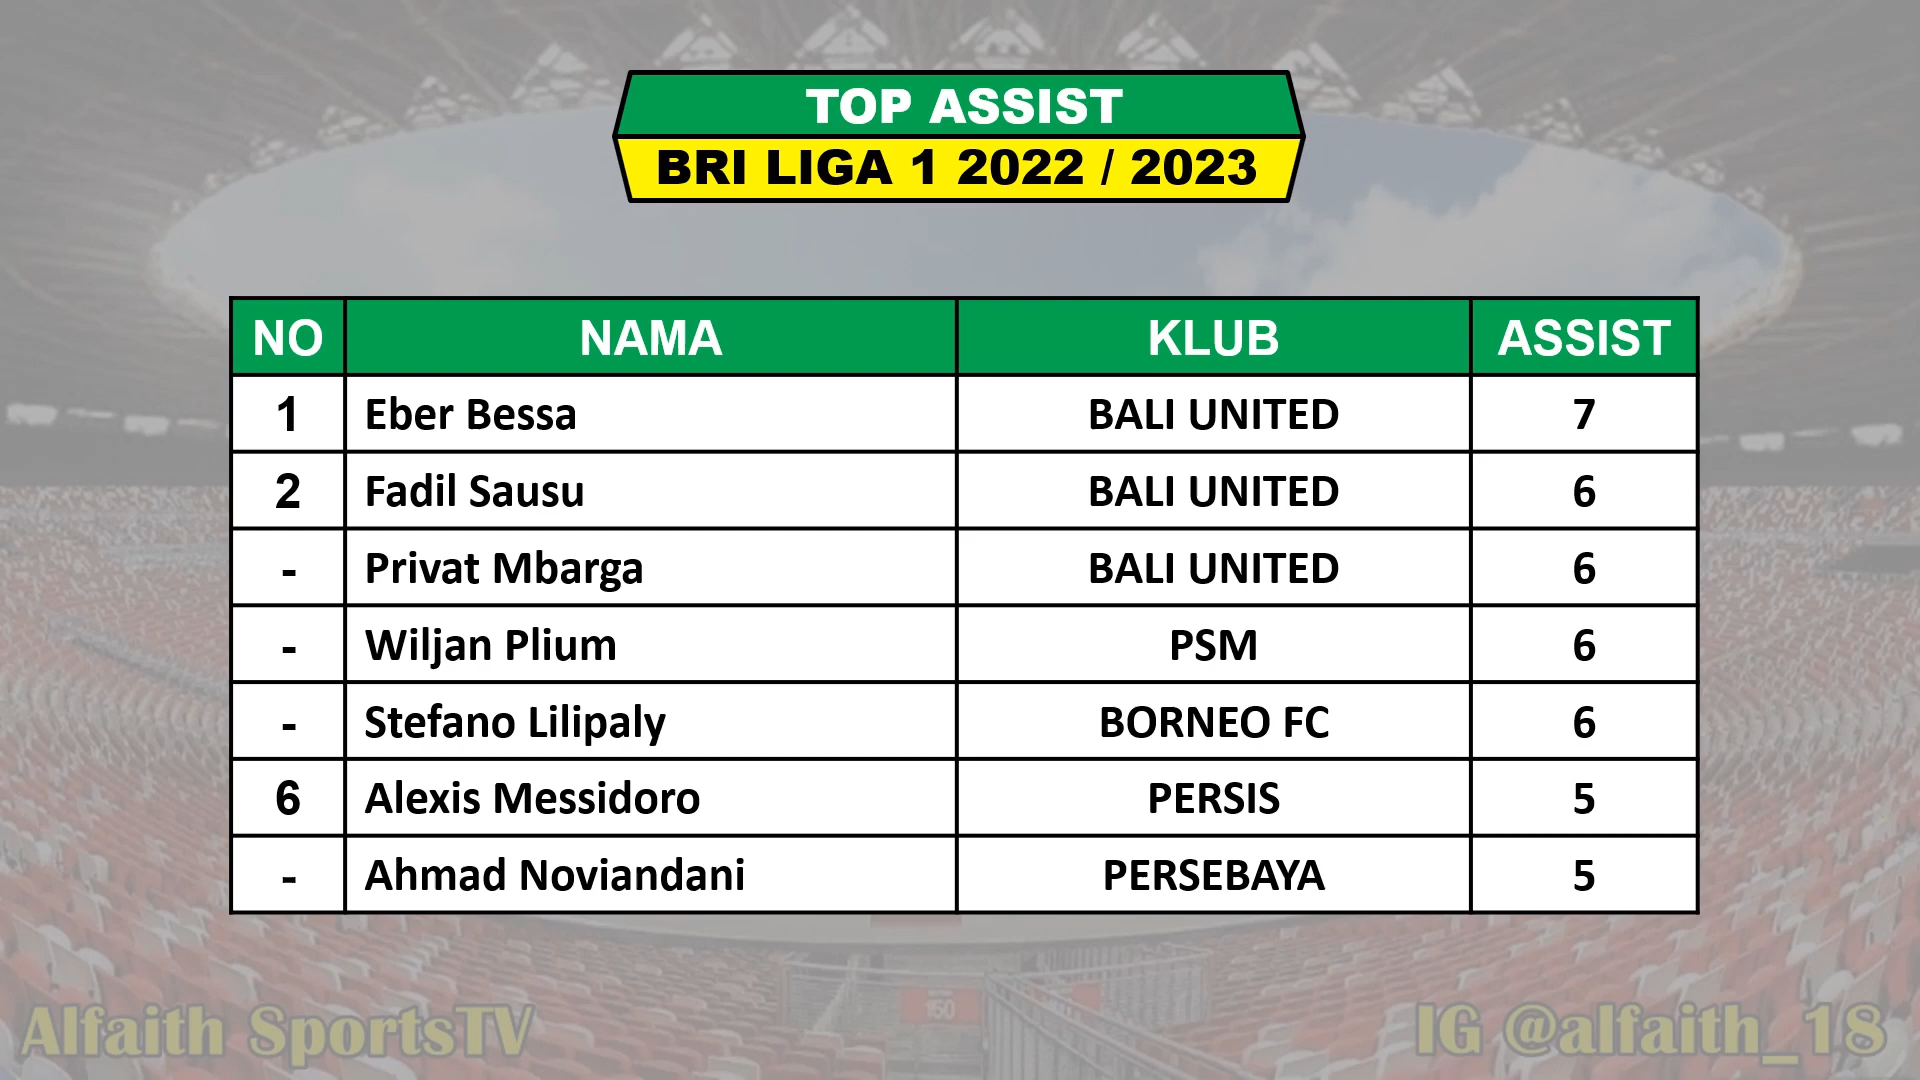 TOP ASSIST
BRI LIGA 1 2022 / 2023
NO NAMA KLUB ASSIST
1 Eber Bessa BALI UNITED 7
2 Fadil Sausu BALI UNITED 6
- Privat Mbarga BALI UNITED 6
- Wiljan Plium PSM 6
- Stefano Lilipaly BORNEO FC 6
6 Alexis Messidoro PERSIS 5
- Ahmad Noviandani PERSEBAYA 5
150
Alfaith SportsTV IG @alfaith_18